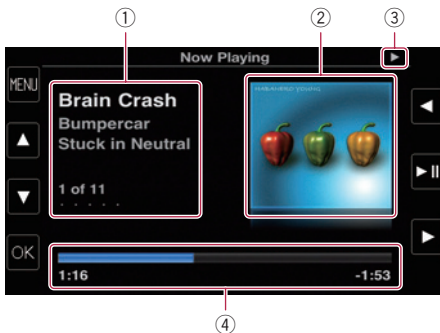 ① ② ③
Now Playing
MENU
Brain Crash
Bumpercar
Stuck in Neutral
1 of 11
. . . . .
OK
1:16 -1:53
④